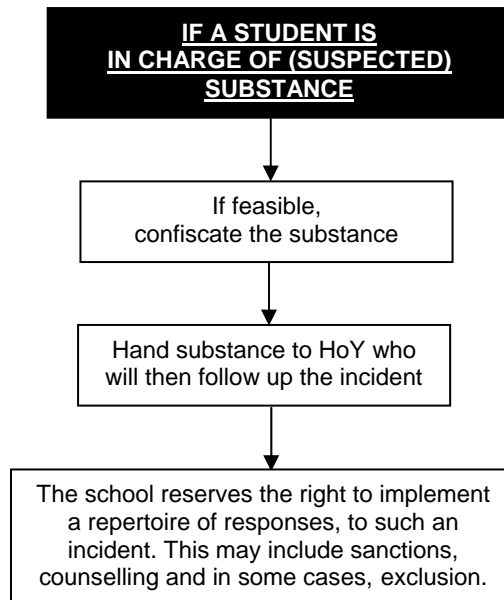 IF A STUDENT IS
IN CHARGE OF (SUSPECTED)
SUBSTANCE
If feasible,
confiscate the substance
Hand substance to HoY who
will then follow up the incident
The school reserves the right to implement
a repertoire of responses, to such an
incident. This may include sanctions,
counselling and in some cases, exclusion.